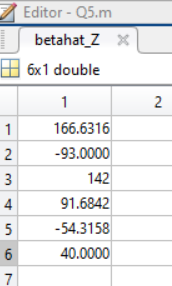 Editor - Q5.m
betahat_Z
6x1 double
1 2
1 166.6316
2 -93.0000
3 142
4 91.6842
5 -54.3158
6 40.0000
7